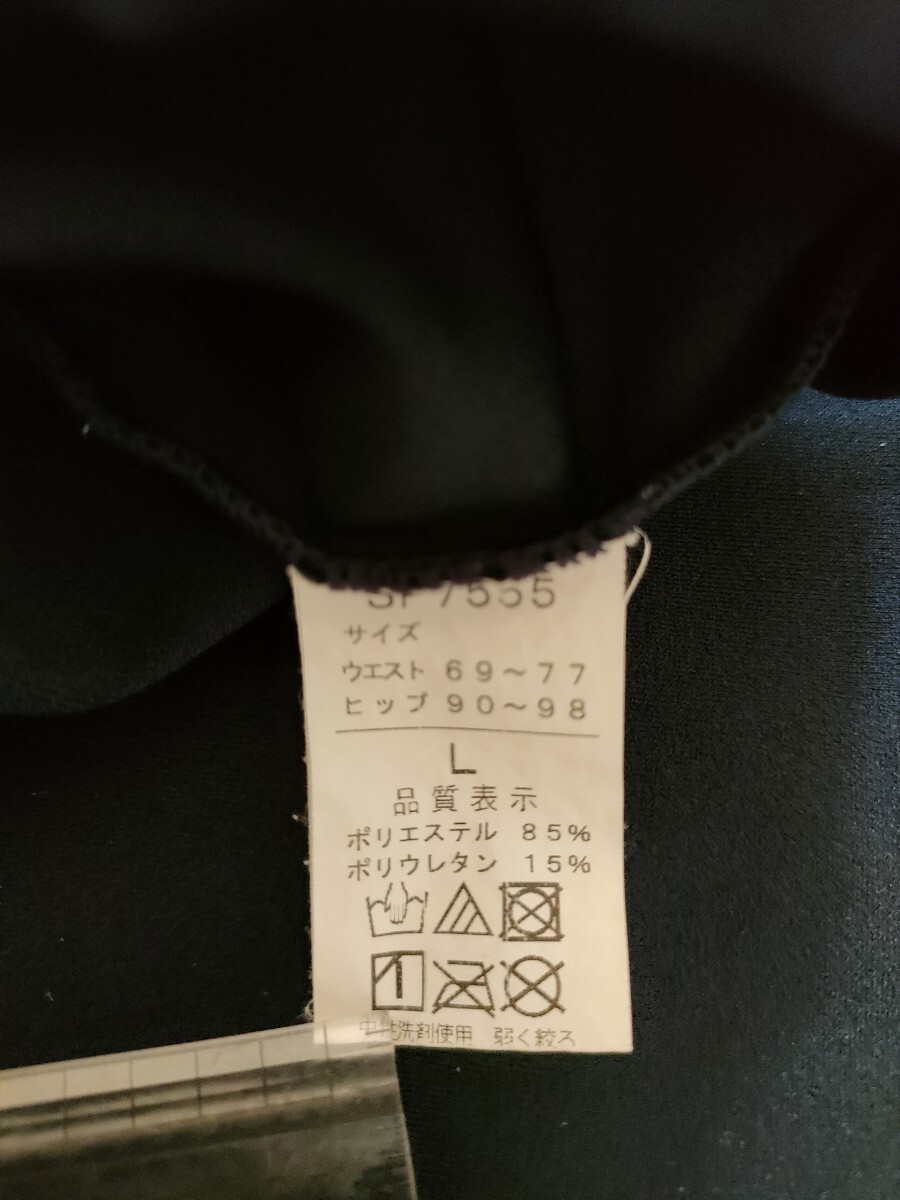 SP7555
サイズ
ウエスト 69~77
ヒップ 90~98
L
品質表示
ポリエステル 85%
ポリウレタン 15%
中性洗剤使用 弱く絞ろ